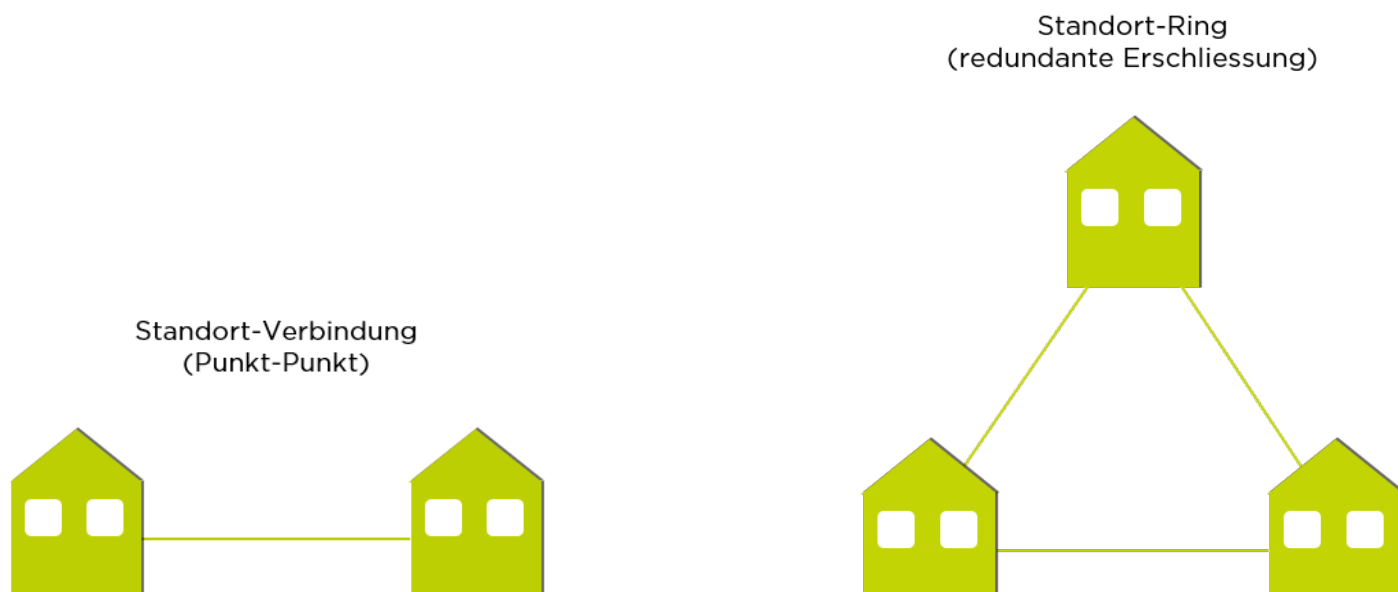 Standort-Ring
(redundante Erschliessung)
Standort-Verbindung
(Punkt-Punkt)